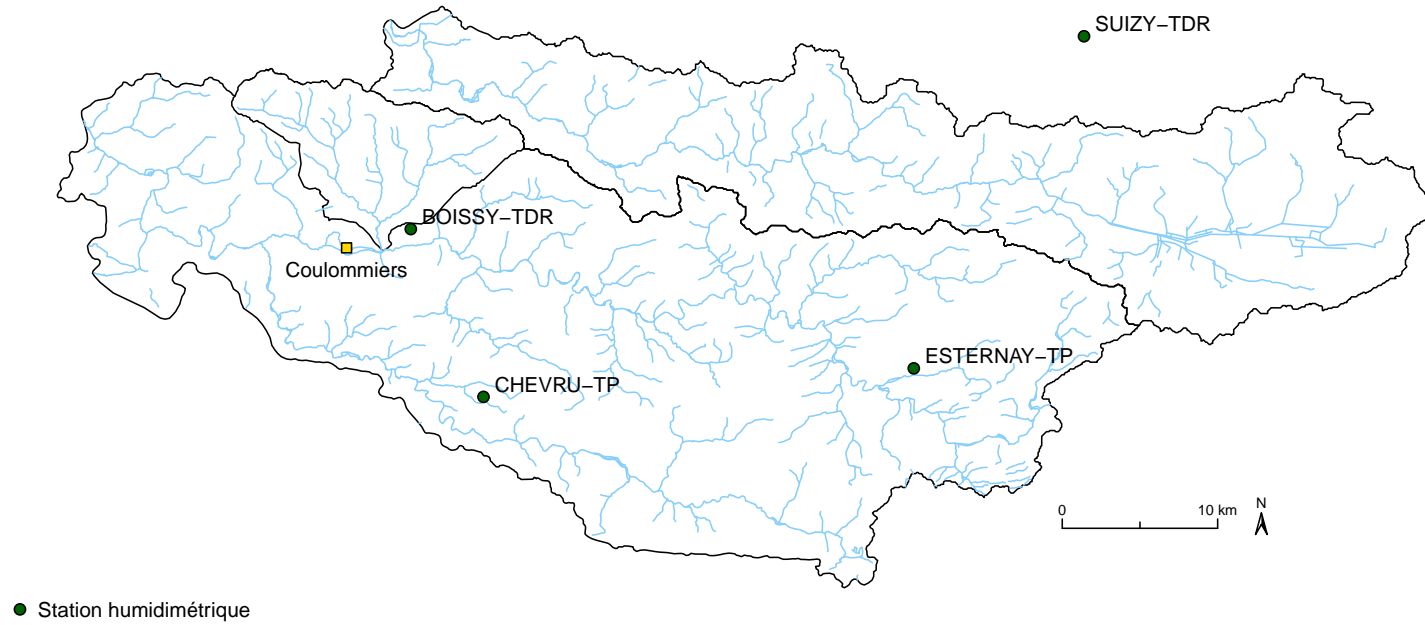 SUIZY–TDR
BOISSY–TDR
Coulommiers
ESTERNAY–TP
CHEVRU–TP
0 10 km N
Station humidimétrique